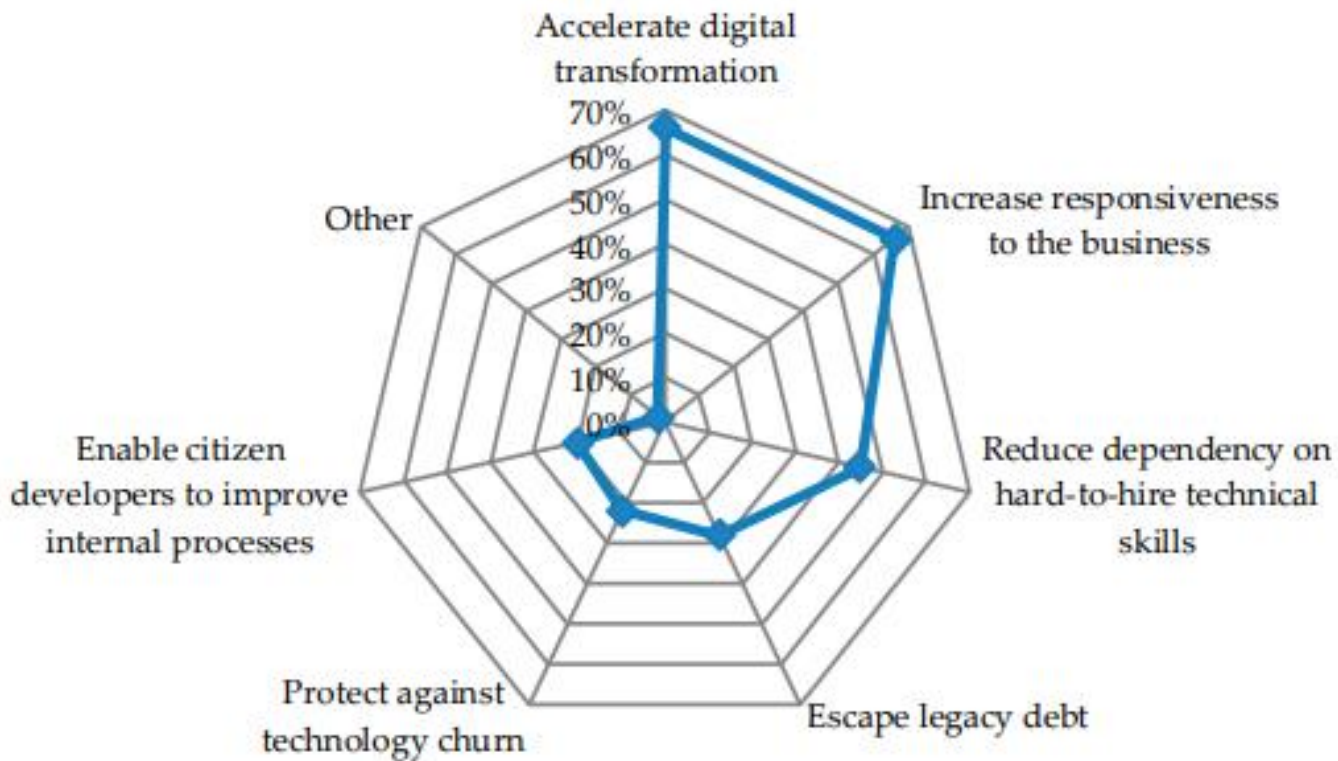 Accelerate digital
transformation
70%
60%
50%
40%
30%
20%
10%
0%
Increase responsiveness
to the business
Reduce dependency on
hard-to-hire technical
skills
Escape legacy debt
Protect against
technology churn
Enable citizen
developers to improve
internal processes
Other